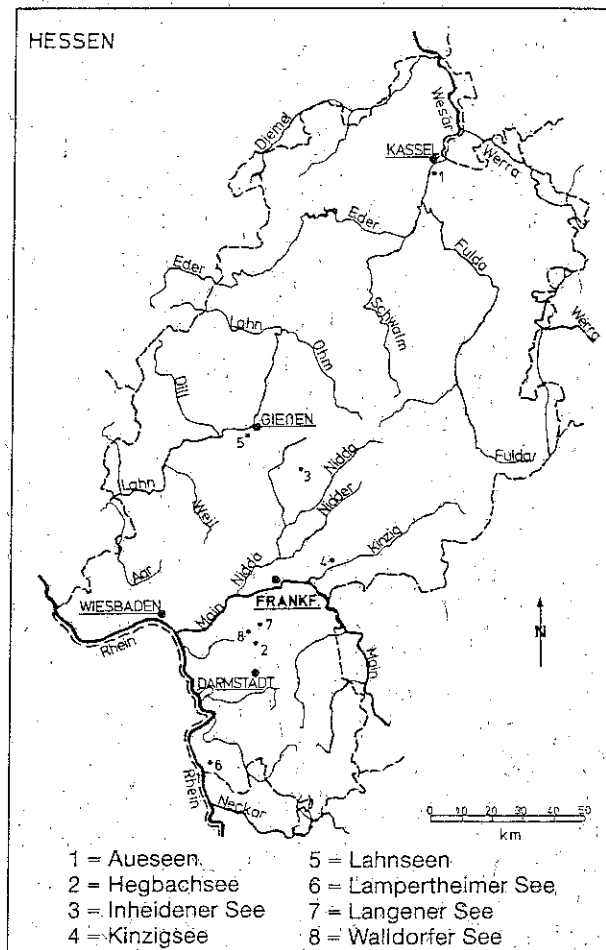 HESSEN
Weser
Diemel
KASSEL
Werra
1
Eder
Fulda
Eder
Werra
Lahn
Schwalm
Ohm
Dill
GIEßEN
5
Nidda
3
Fulda
Lahn
Weil
Nidder
Kinzig
4
Nidda
Aar
WIESBADEN
Main
FRANKF.
Rhein
7
8
2
N
Main
DARMSTADT
6
Rhein
Neckar
0 10 20 30 40 50
km
1 = Aueseen
2 = Hegbachsee
3 = Inheidener See
4 = Kinzigsee
5 = Lahnseen
6 = Lampertheimer See
7 = Langener See
8 = Walldorfer See